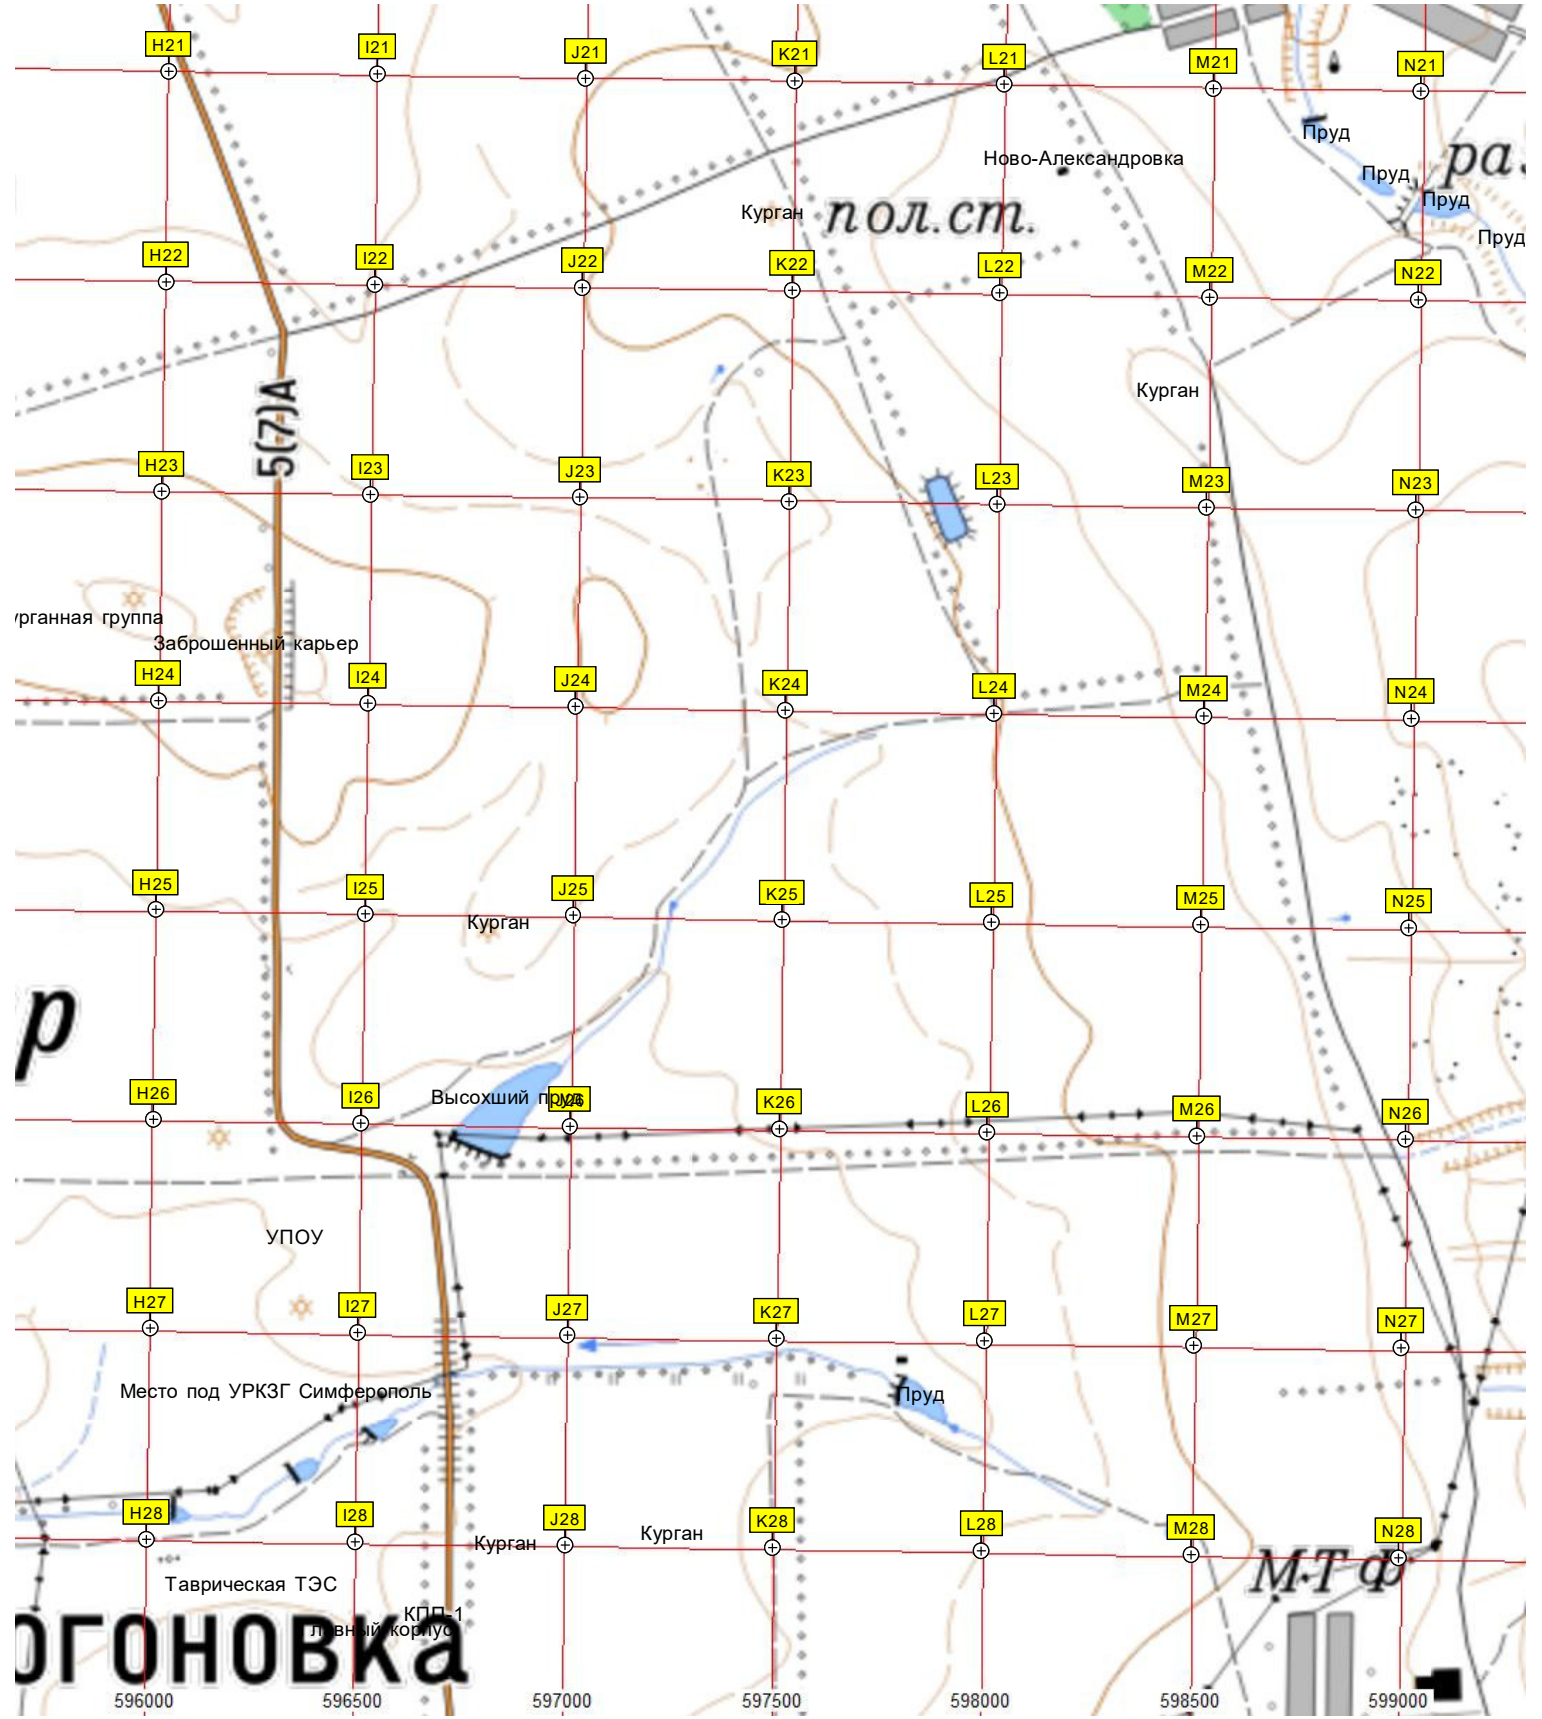 H21 I21 J21 K21 L21 M21 N21
Пруд
Ново-Александровка
Пруд
Пруд
Курган
пол.ст.
Пруд
H22 I22 J22 K22 L22 M22 N22
5(7)А
Курган
H23 I23 J23 K23 L23 M23 N23
урганная группа
Заброшенный карьер
H24 I24 J24 K24 L24 M24 N24
H25 I25 J25 K25 L25 M25 N25
Курган
р
Высохший пруд
H26 I26 J26 K26 L26 M26 N26
УПОУ
H27 I27 J27 K27 L27 M27 N27
Место под УРКЗГ Симферополь
Пруд
H28 I28 J28 K28 L28 M28 N28
Курган
Курган
МТФ
Таврическая ТЭС
КПП-1
лавный корпус
огоновка
596000 596500 597000 597500 598000 598500 599000